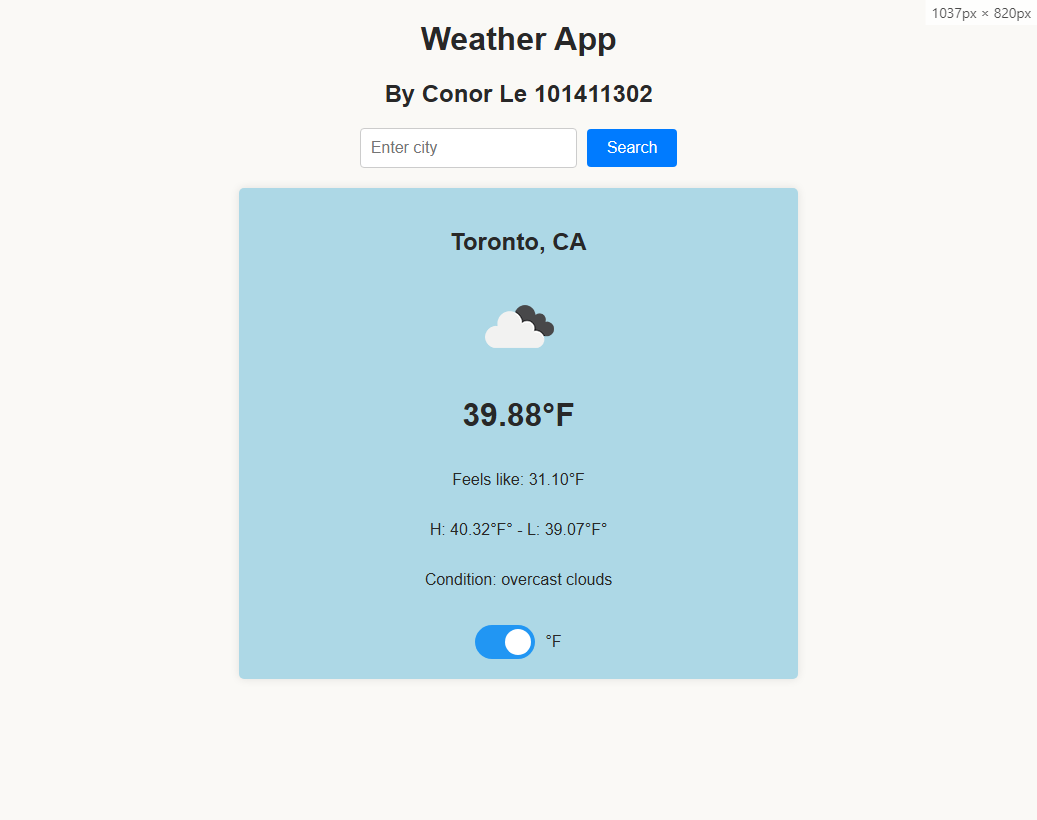 1037px × 820px
Weather App
By Conor Le 101411302
Enter city
Search
Toronto, CA
39.88°F
Feels like: 31.10°F
H: 40.32°F° - L: 39.07°F°
Condition: overcast clouds
°F